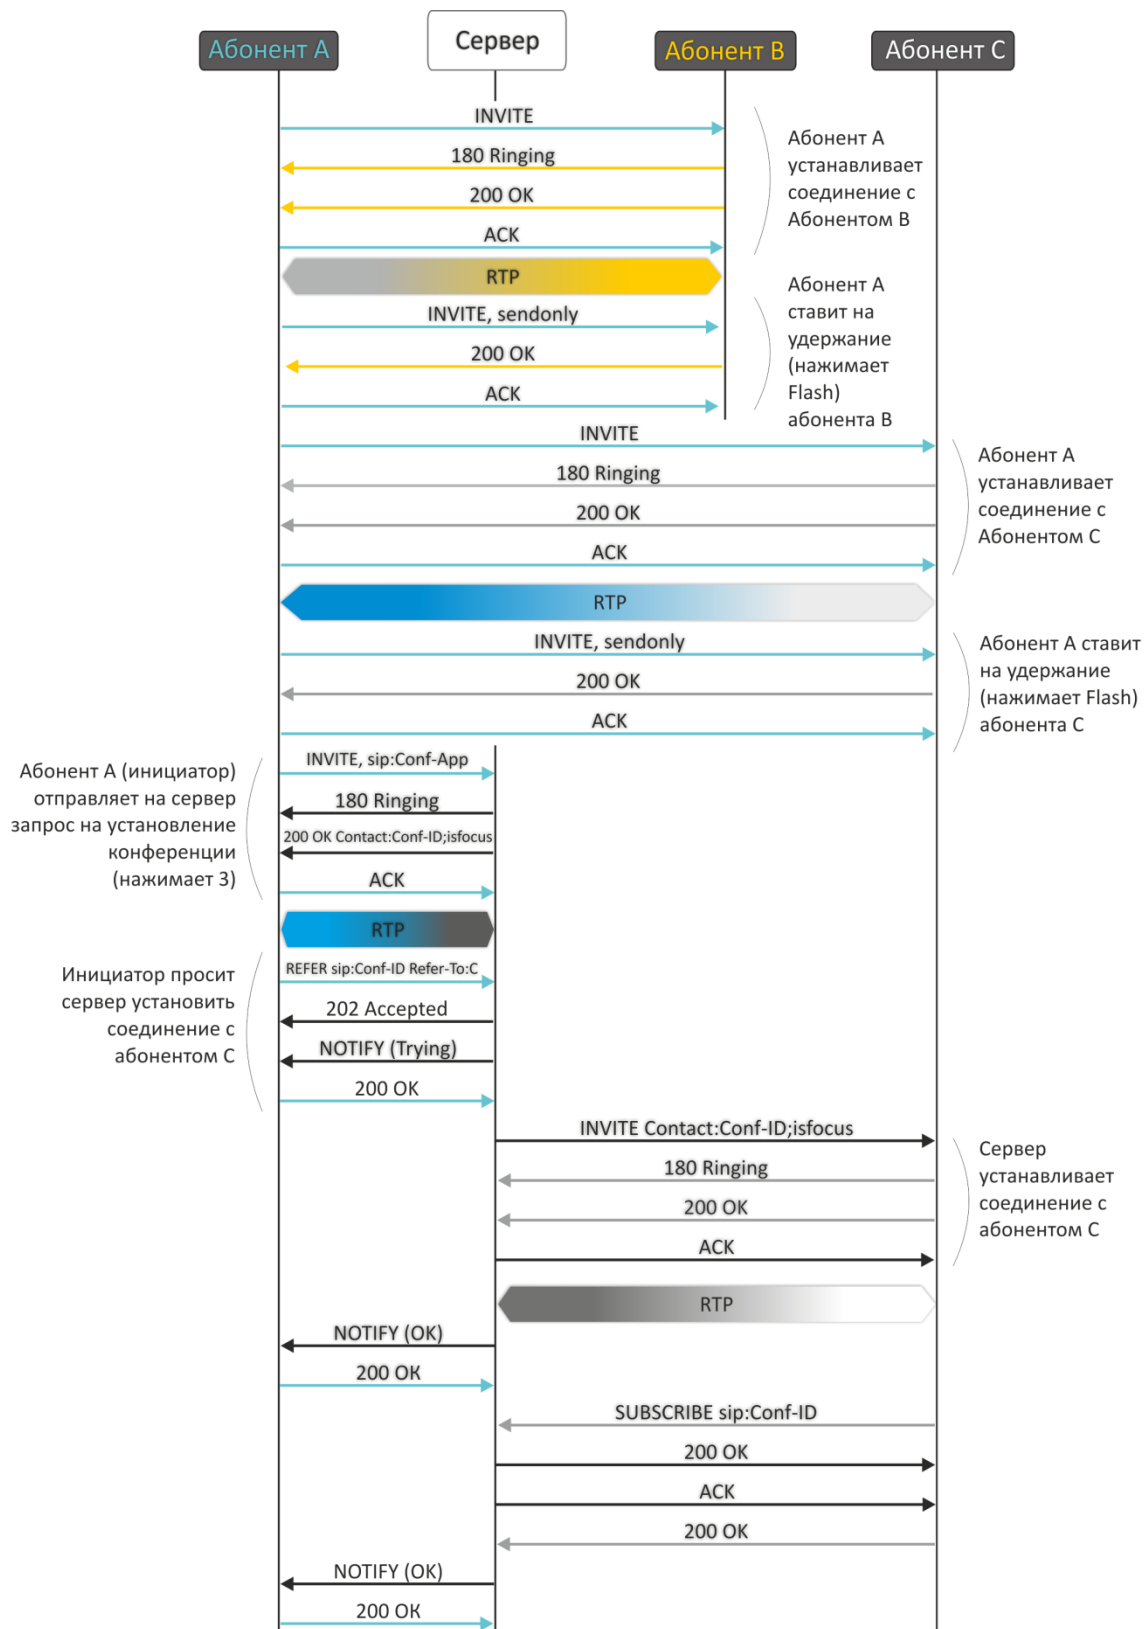 Абонент А
Сервер
Абонент В
Абонент С
INVITE
180 Ringing
200 OK
ACK
RTP
Абонент А
устанавливает
соединение с
Абонентом В
INVITE, sendonly
200 OK
ACK
Абонент А
ставит на
удержание
(нажимает
Flash)
абонента В
INVITE
180 Ringing
200 OK
ACK
RTP
Абонент А
устанавливает
соединение с
Абонентом С
INVITE, sendonly
200 OK
ACK
Абонент А ставит
на удержание
(нажимает Flash)
абонента С
Абонент А (инициатор)
отправляет на сервер
запрос на установление
конференции
(нажимает 3)
INVITE, sip:Conf-App
180 Ringing
200 OK Contact:Conf-ID;isfocus
ACK
RTP
Инициатор просит
сервер установить
соединение с
абонентом С
REFER sip:Conf-ID Refer-To:C
202 Accepted
NOTIFY (Trying)
200 OK
INVITE Contact:Conf-ID;isfocus
180 Ringing
200 OK
ACK
RTP
Сервер
устанавливает
соединение с
абонентом С
NOTIFY (OK)
200 OK
SUBSCRIBE sip:Conf-ID
200 OK
ACK
200 OK
NOTIFY (OK)
200 OK